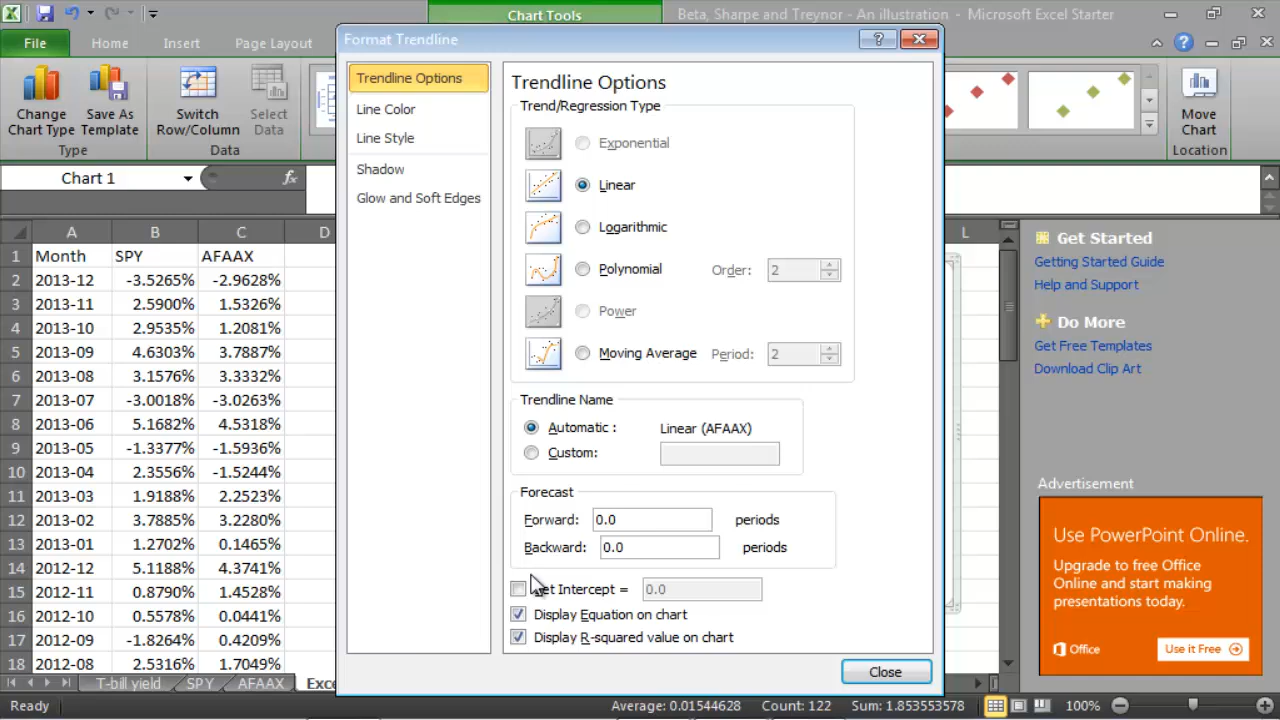 Chart Tools
Beta, Sharpe and Treynor - An illustration - Microsoft Excel Starter
File
Home
Insert
Page Layout
Change
Chart Type
Save As
Template
Type
Switch
Row/Column
Select
Data
Data
Move
Chart
Location
Chart 1
fx
Format Trendline
Trendline Options
Line Color
Line Style
Shadow
Glow and Soft Edges
Trendline Options
Trend/Regression Type
Exponential
Linear
Logarithmic
Polynomial Order: 2
Power
Moving Average Period: 2
Trendline Name
Automatic : Linear (AFAAX)
Custom:
Forecast
Forward: 0.0 periods
Backward: 0.0 periods
et Intercept = 0.0
Display Equation on chart
Display R-squared value on chart
Close
A B C D L
1 Month SPY AFAAX
2 2013-12 -3.5265% -2.9628%
3 2013-11 2.5900% 1.5326%
4 2013-10 2.9535% 1.2081%
5 2013-09 4.6303% 3.7887%
6 2013-08 3.1576% 3.3332%
7 2013-07 -3.0018% -3.0263%
8 2013-06 5.1682% 4.5318%
9 2013-05 -1.3377% -1.5936%
10 2013-04 2.3556% -1.5244%
11 2013-03 1.9188% 2.2523%
12 2013-02 3.7885% 3.2280%
13 2013-01 1.2702% 0.1465%
14 2012-12 5.1188% 4.3741%
15 2012-11 0.8790% 1.4528%
16 2012-10 0.5578% 0.0441%
17 2012-09 -1.8264% 0.4209%
18 2012-08 2.5316% 1.7049%
T-bill yield SPY AFAAX Exce
Get Started
Getting Started Guide
Help and Support
Do More
Get Free Templates
Download Clip Art
Advertisement
Use PowerPoint Online.
Upgrade to free Office
Online and start making
presentations today.
Office
Use it Free
Ready
Average: 0.01544628 Count: 122 Sum: 1.853553578
100%